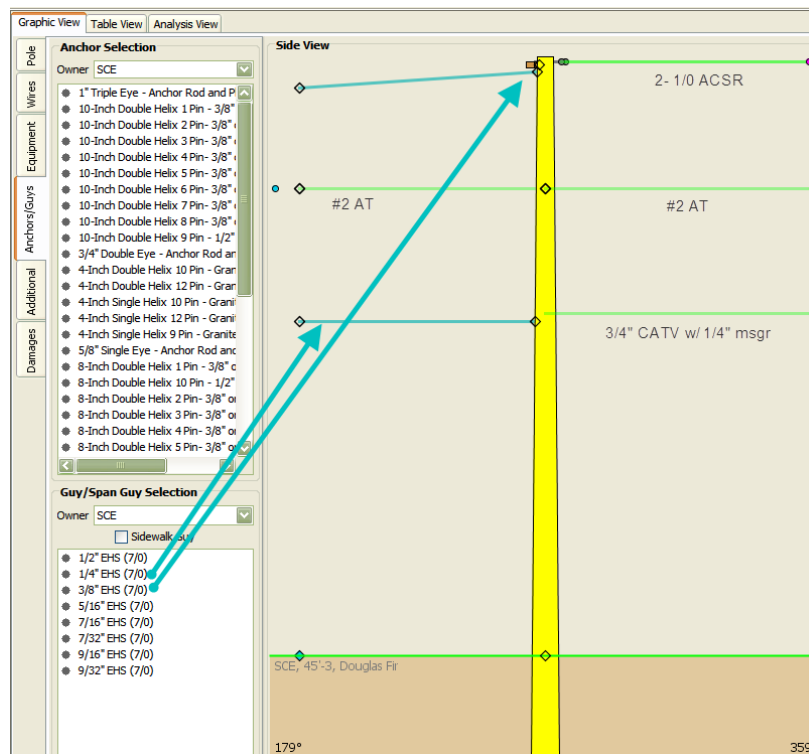 Graphic View
Table View
Analysis View
Pole
Wires
Equipment
Anchors/Guys
Additional
Damages
Anchor Selection
Owner SCE
1" Triple Eye - Anchor Rod and P
10-Inch Double Helix 1 Pin - 3/8"
10-Inch Double Helix 2 Pin- 3/8" o
10-Inch Double Helix 3 Pin- 3/8" o
10-Inch Double Helix 4 Pin- 3/8" o
10-Inch Double Helix 5 Pin- 3/8" o
10-Inch Double Helix 6 Pin- 3/8" o
10-Inch Double Helix 7 Pin- 3/8" o
10-Inch Double Helix 8 Pin- 3/8" o
10-Inch Double Helix 9 Pin - 1/2"
3/4" Double Eye - Anchor Rod an
4-Inch Double Helix 10 Pin - Gran
4-Inch Double Helix 12 Pin - Gran
4-Inch Single Helix 10 Pin - Granit
4-Inch Single Helix 12 Pin - Granit
4-Inch Single Helix 9 Pin - Granite
5/8" Single Eye - Anchor Rod and
8-Inch Double Helix 1 Pin - 3/8" o
8-Inch Double Helix 10 Pin - 1/2"
8-Inch Double Helix 2 Pin- 3/8" or
8-Inch Double Helix 3 Pin- 3/8" or
8-Inch Double Helix 4 Pin- 3/8" or
8-Inch Double Helix 5 Pin- 3/8" or
Guy/Span Guy Selection
Owner SCE
Sidewalk Guy
1/2" EHS (7/0)
1/4" EHS (7/0)
3/8" EHS (7/0)
5/16" EHS (7/0)
7/16" EHS (7/0)
7/32" EHS (7/0)
9/16" EHS (7/0)
9/32" EHS (7/0)
Side View
2- 1/0 ACSR
#2 AT
#2 AT
3/4" CATV w/ 1/4" msgr
SCE, 45'-3, Douglas Fir
179°
359